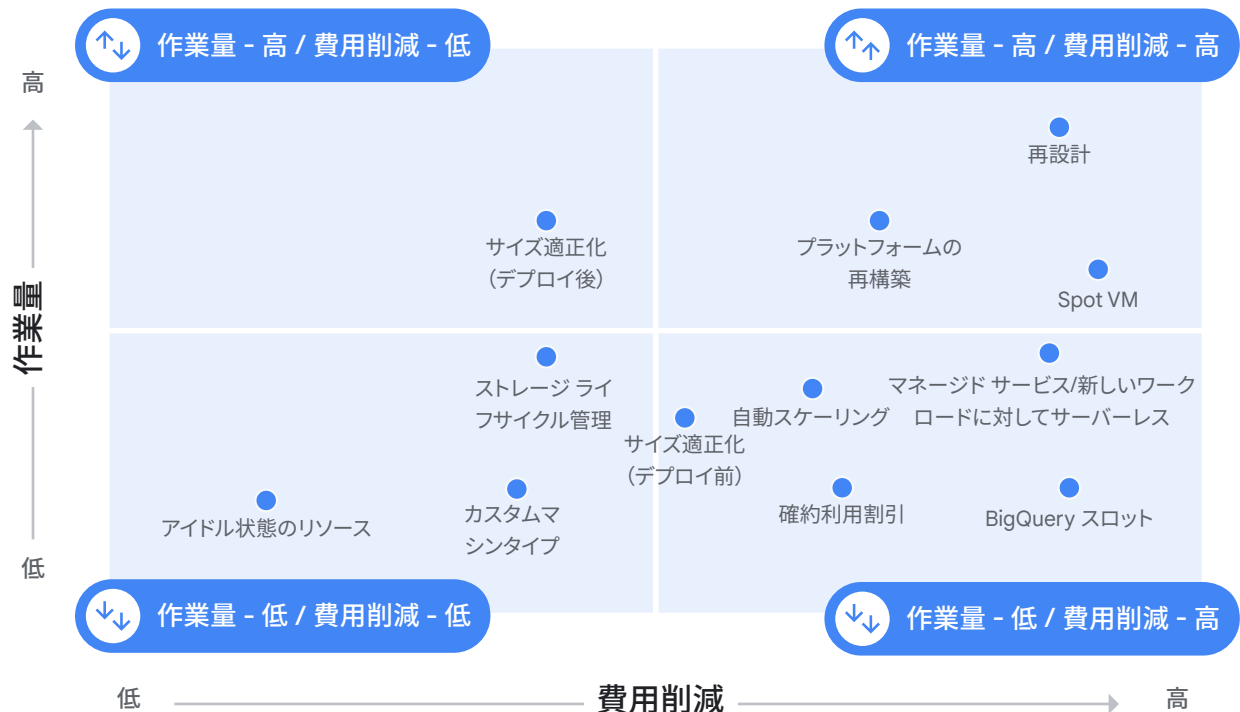 作業量 - 高 / 費用削減 - 低
作業量 - 高 / 費用削減 - 高
高
再設計
サイズ適正化
（デプロイ後）
プラットフォームの
再構築
Spot VM
作業量
ストレージ ライ
フサイクル管理
サイズ適正化
（デプロイ前）
自動スケーリング
マネージド サービス/新しいワーク
ロードに対してサーバーレス
アイドル状態のリソース
カスタムマ
シンタイプ
確約利用割引
BigQuery スロット
低
作業量 - 低 / 費用削減 - 低
作業量 - 低 / 費用削減 - 高
低
費用削減
高